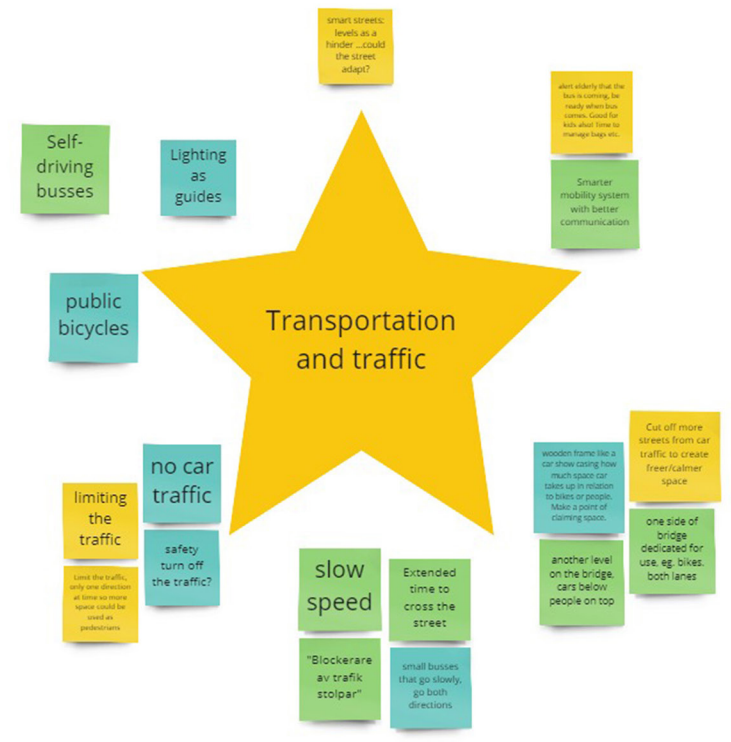 smart streets:
levels as a
hinder ...could
the street
adapt?
alert elderly that the
bus is coming, be
ready when bus
comes. Good for
kids also! Time to
manage bags etc.
Self-
driving
busses
Lighting
as
guides
Smarter
mobility system
with better
communication
public
bicycles
Transportation
and traffic
no car
traffic
limiting
the
traffic
safety
turn off
the traffic?
Limit the traffic,
only one direction
at time so more
space could be
used as
pedestrians
slow
speed
Extended
time to
cross the
street
"Blockerare
av trafik
stolpar"
small busses
that go slowly,
go both
directions
wooden frame like a
car show casing how
much space car
takes up in relation
to bikes or people.
Make a point of
claiming space.
Cut off more
streets from car
traffic to create
freer/calmer
space
another level
on the bridge,
cars below
people on top
one side of
bridge
dedicated for
use, eg. bikes.
both lanes